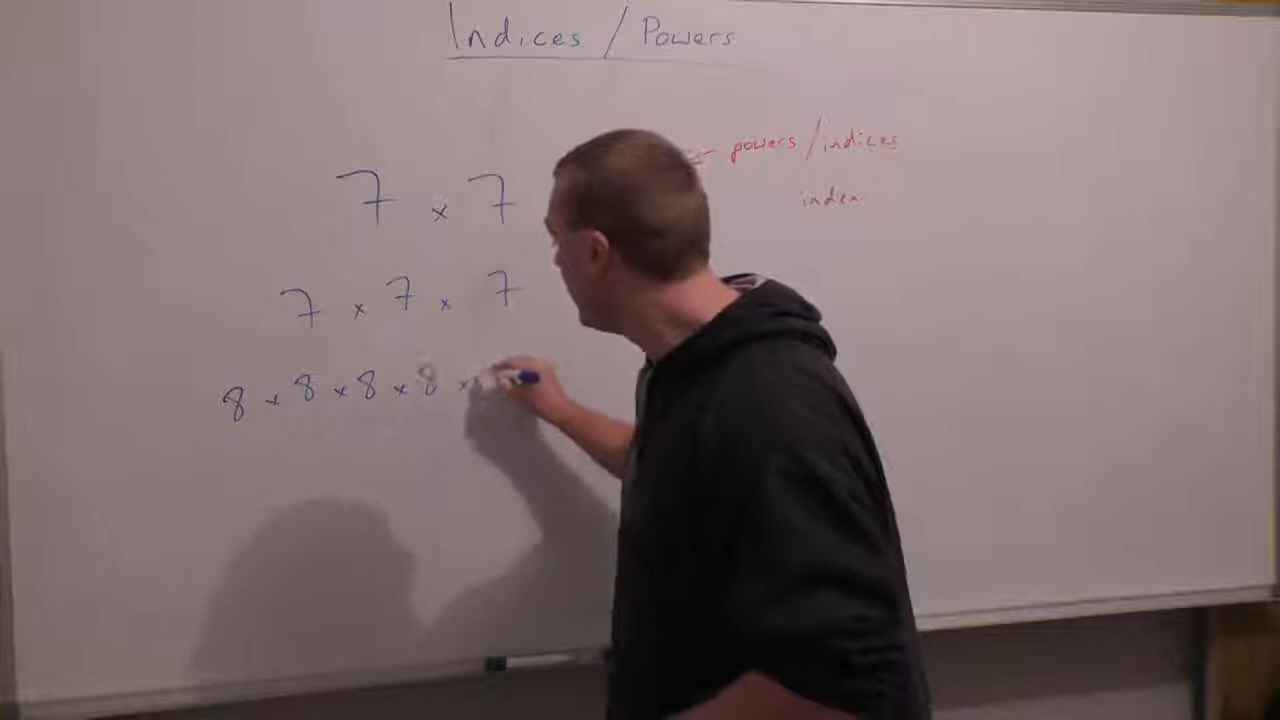 Indices / Powers
powers / indices
index
7 x 7
7 x 7 x 7
8 x 8 x 8 x 8 x